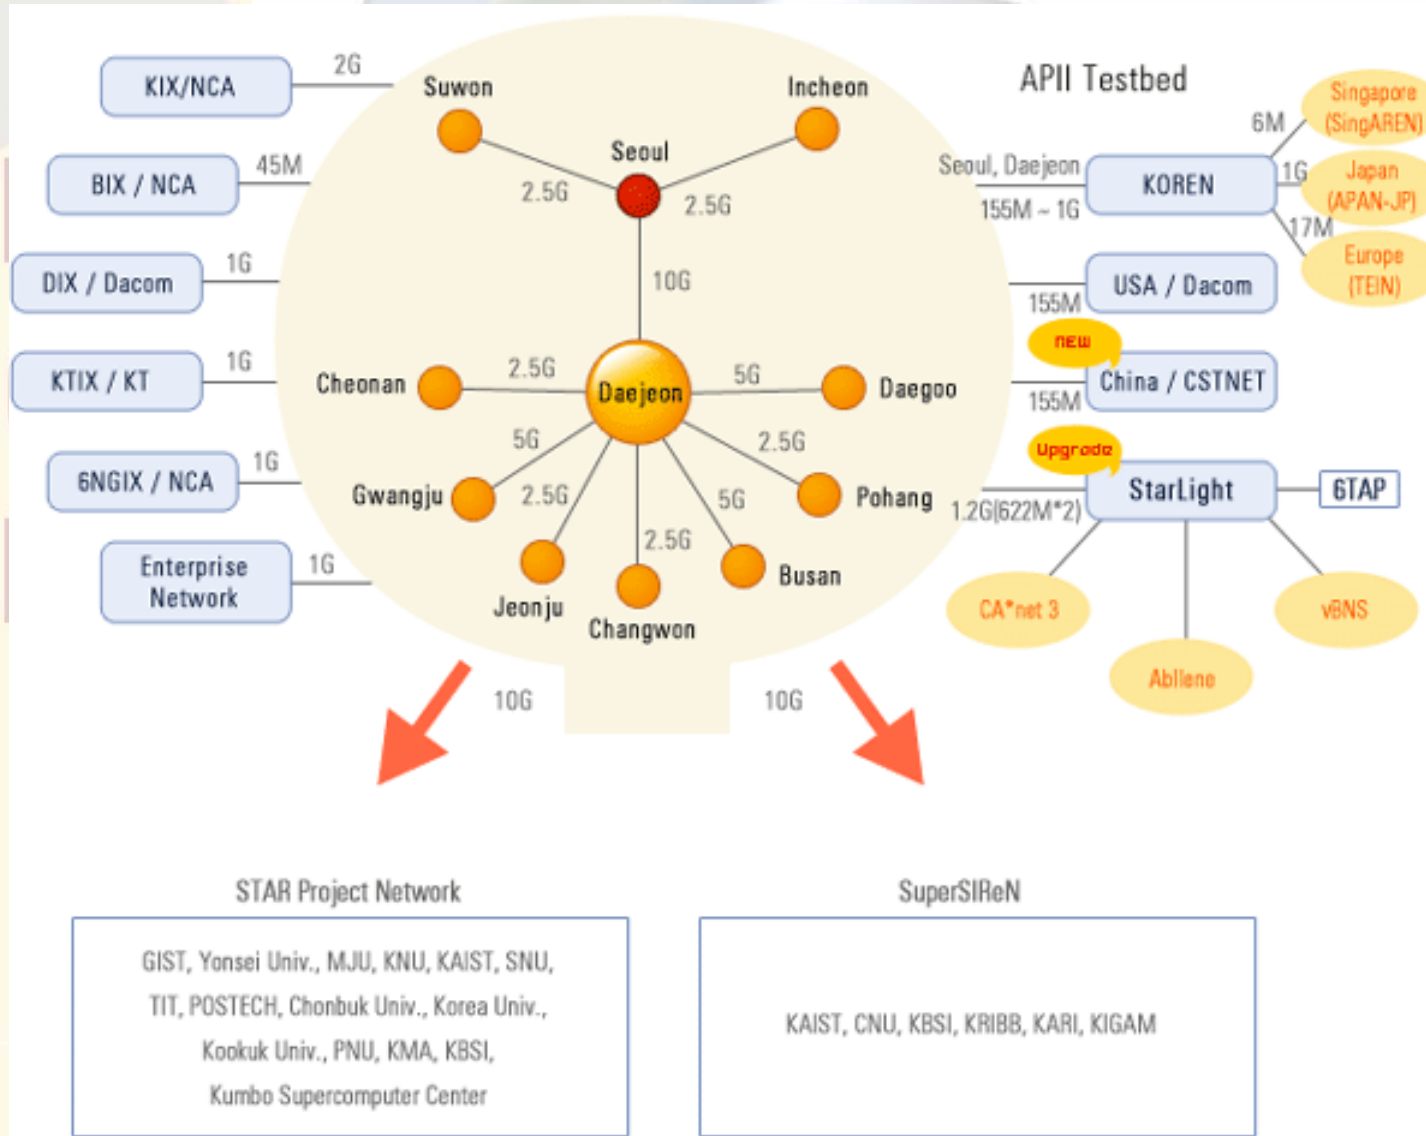 KIX/NCA
2G
BIX / NCA
45M
DIX / Dacom
1G
KTIX / KT
1G
6NGIX / NCA
1G
Enterprise
Network
1G
Suwon
Incheon
Seoul
2.5G
2.5G
10G
Cheonan
2.5G
Daejeon
5G
Daegoo
5G
Gwangju
2.5G
Jeonju
2.5G
Changwon
5G
Busan
2.5G
Pohang
APII Testbed
Seoul, Daejeon
155M ~ 1G
KOREN
6M
Singapore
(SingAREN)
1G
Japan
(APAN-JP)
17M
Europe
(TEIN)
155M
USA / Dacom
new
155M
China / CSTNET
Upgrade
1.2G(622M*2)
StarLight
6TAP
CA*net 3
Abilene
vBNS
10G
10G
STAR Project Network
GIST, Yonsei Univ., MJU, KNU, KAIST, SNU,
TIT, POSTECH, Chonbuk Univ., Korea Univ.,
Kookuk Univ., PNU, KMA, KBSI,
Kumbo Supercomputer Center
SuperSIReN
KAIST, CNU, KBSI, KRIBB, KARI, KIGAM